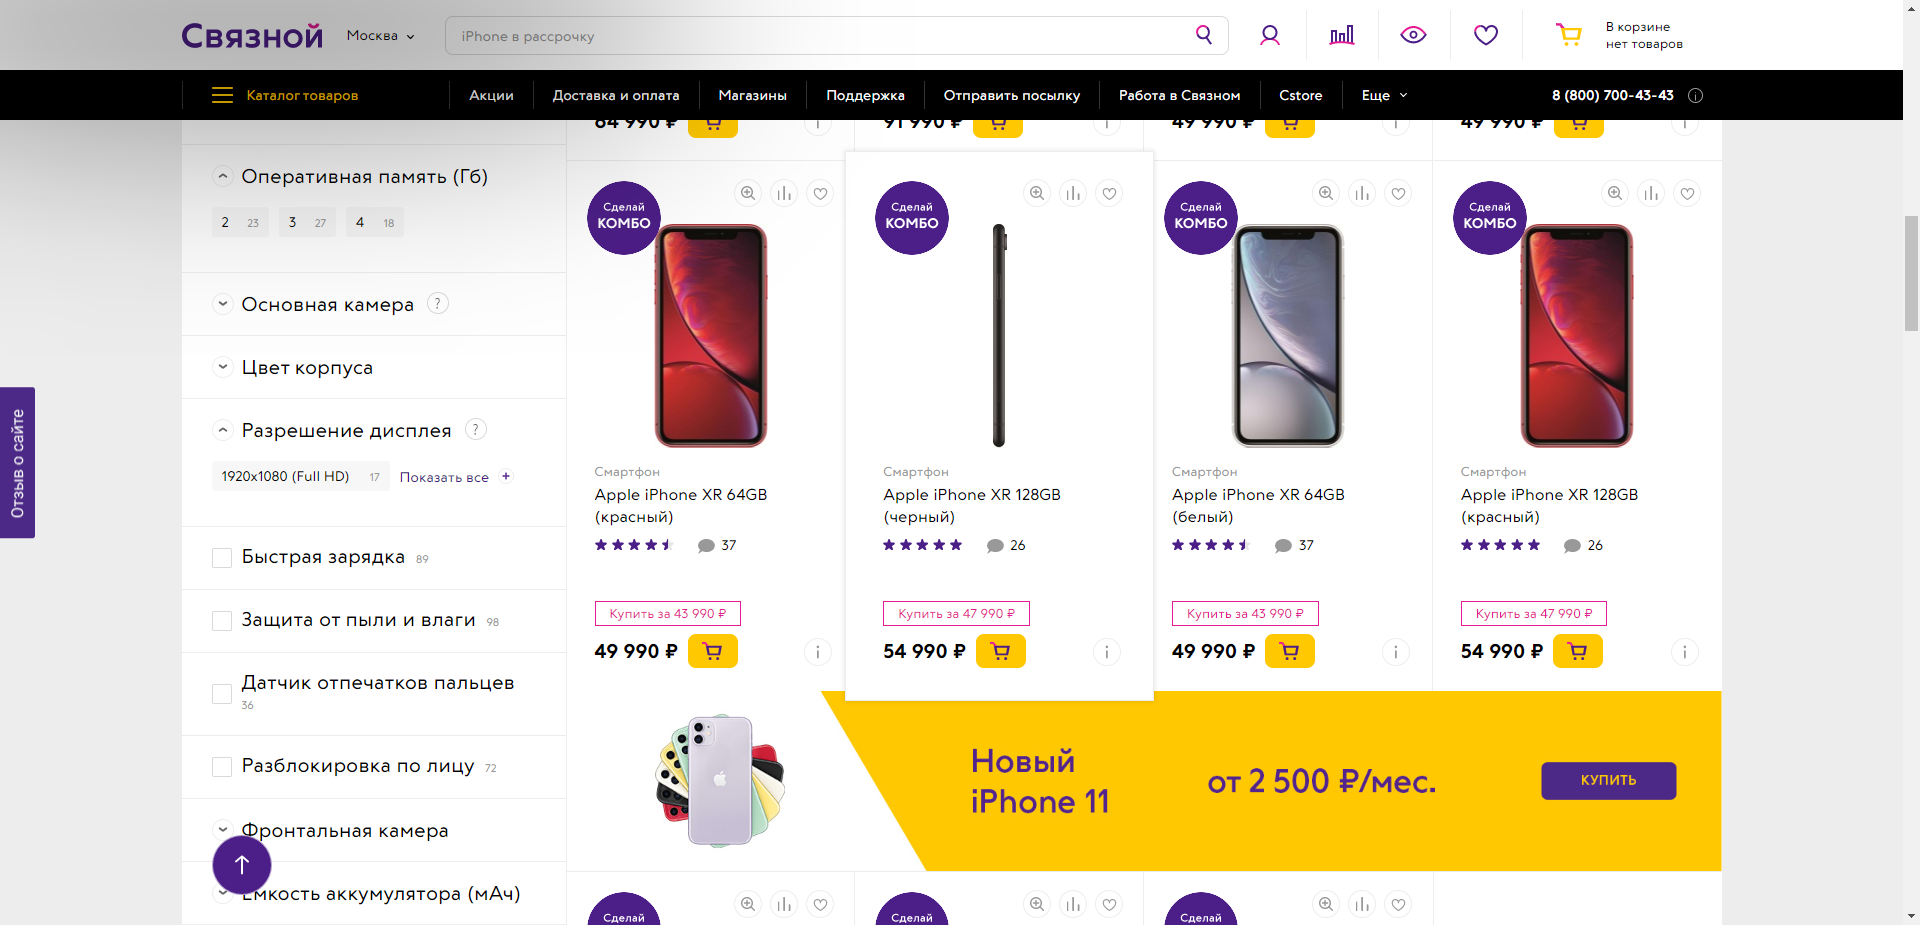 Связной
Москва
iPhone в рассрочку
В корзине
нет товаров
Каталог товаров
Акции
Доставка и оплата
Магазины
Поддержка
Отправить посылку
Работа в Связном
Cstore
Еще
8 (800) 700-43-43
64 990 ₽
91 990 ₽
49 990 ₽
49 990 ₽
Оперативная память (Гб)
2 23
3 27
4 18
Основная камера ?
Цвет корпуса
Разрешение дисплея ?
1920x1080 (Full HD) 17
Показать все +
Быстрая зарядка 89
Защита от пыли и влаги 98
Датчик отпечатков пальцев
36
Разблокировка по лицу 72
Фронтальная камера
Емкость аккумулятора (мАч)
Отзыв о сайте
Сделай
КОМБО
Смартфон
Apple iPhone XR 64GB
(красный)
37
Купить за 43 990 ₽
49 990 ₽
Сделай
КОМБО
Смартфон
Apple iPhone XR 128GB
(черный)
26
Купить за 47 990 ₽
54 990 ₽
Сделай
КОМБО
Смартфон
Apple iPhone XR 64GB
(белый)
37
Купить за 43 990 ₽
49 990 ₽
Сделай
КОМБО
Смартфон
Apple iPhone XR 128GB
(красный)
26
Купить за 47 990 ₽
54 990 ₽
Новый
iPhone 11
от 2 500 ₽/мес.
КУПИТЬ
Сделай
Сделай
Сделай